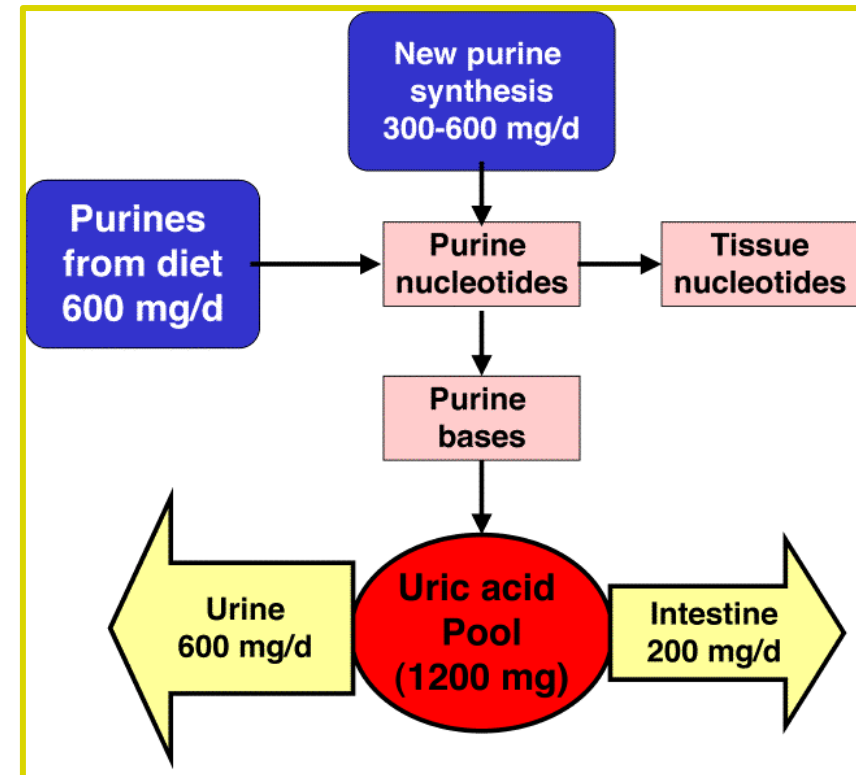 New purine
synthesis
300-600 mg/d
Purines
from diet
600 mg/d
Purine
nucleotides
Tissue
nucleotides
Purine
bases
Urine
600 mg/d
Uric acid
Pool
(1200 mg)
Intestine
200 mg/d